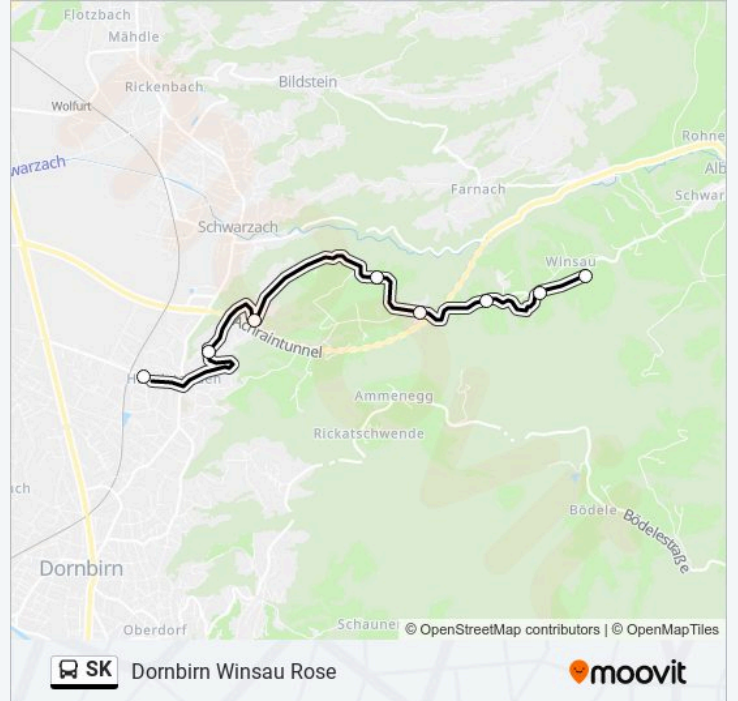 Flotzbach
Mähdle
Rickenbach
Bildstein
Wolfurt
Rohne
warzach
Alb
Farnach
Schwar
Schwarzach
Winsau
Achraintunnel
Ammenegg
Rickatschwende
ach
Bödele
Bödelestraße
Dornbirn
Oberdorf
Schaune
© OpenStreetMap contributors | © OpenMapTiles
SK Dornbirn Winsau Rose
moovit